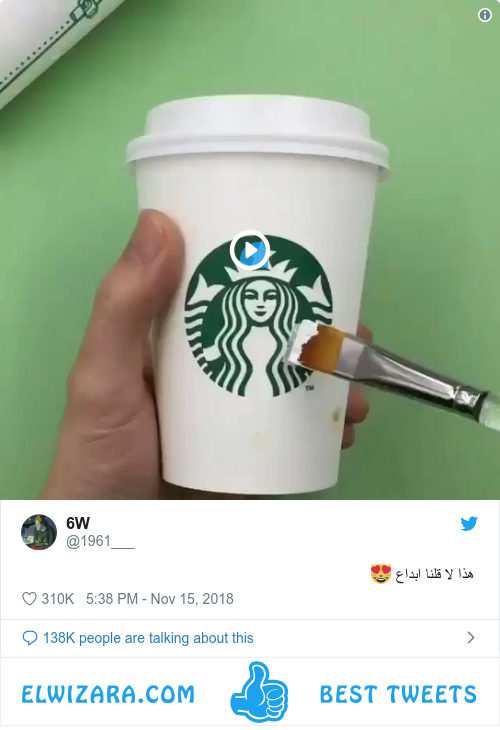 TM
6W
@1961___
هذا لا قلنا ابداع 😍
310K 5:38 PM - Nov 15, 2018
138K people are talking about this
ELWIZARA.COM BEST TWEETS